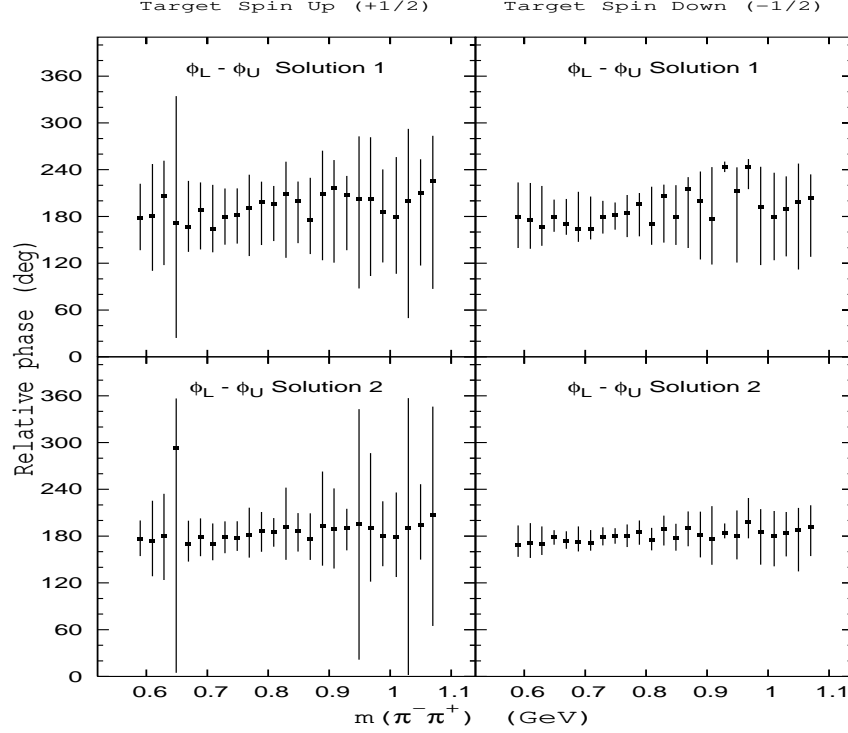 Target Spin Up (+1/2) Target Spin Down (−1/2)
ϕL - ϕU Solution 1 ϕL - ϕU Solution 1
360
300
240
180
120
60
0
Relative phase (deg)
ϕL - ϕU Solution 2 ϕL - ϕU Solution 2
360
300
240
180
120
60
0
0.6 0.7 0.8 0.9 1 1.1 0.6 0.7 0.8 0.9 1 1.1
m(π⁻π⁺) (GeV)